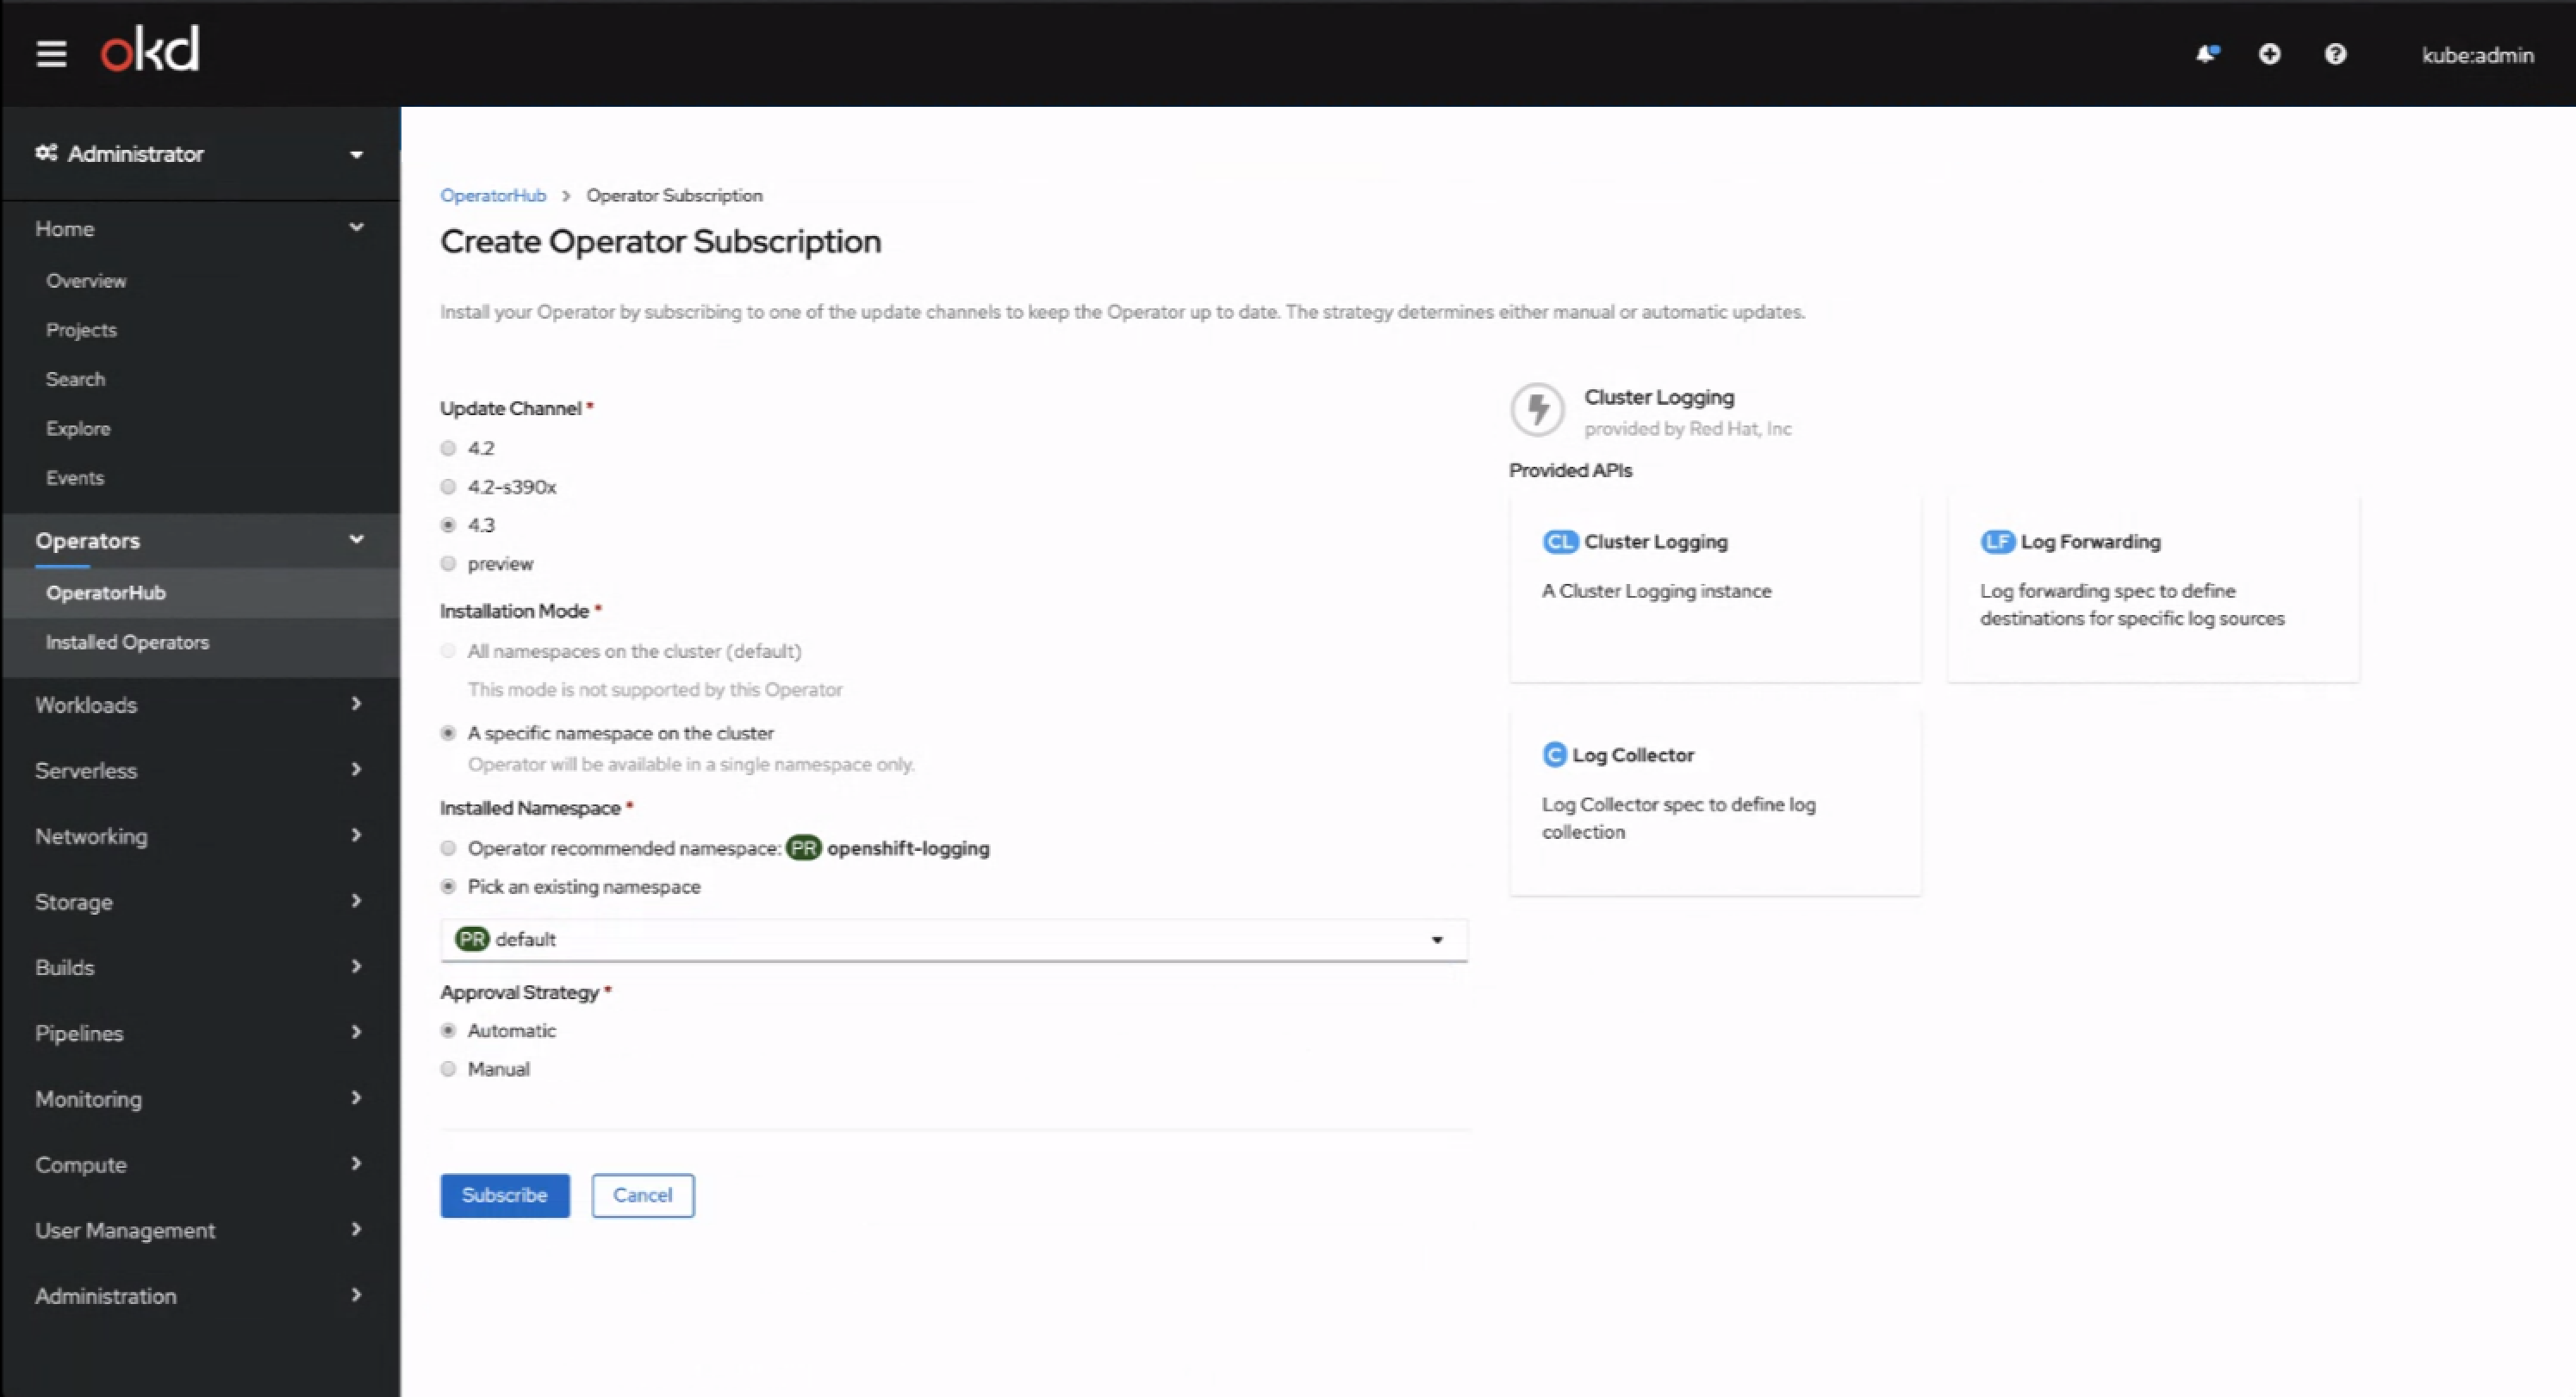 okd
kube:admin
Administrator
Home
Overview
Projects
Search
Explore
Events
Operators
OperatorHub
Installed Operators
Workloads
Serverless
Networking
Storage
Builds
Pipelines
Monitoring
Compute
User Management
Administration
OperatorHub > Operator Subscription
Create Operator Subscription
Install your Operator by subscribing to one of the update channels to keep the Operator up to date. The strategy determines either manual or automatic updates.
Update Channel *
4.2
4.2-s390x
4.3
preview
Installation Mode *
All namespaces on the cluster (default)
This mode is not supported by this Operator
A specific namespace on the cluster
Operator will be available in a single namespace only.
Installed Namespace *
Operator recommended namespace: PR openshift-logging
Pick an existing namespace
PR default
Approval Strategy *
Automatic
Manual
Subscribe
Cancel
Cluster Logging
provided by Red Hat, Inc
Provided APIs
CL Cluster Logging
A Cluster Logging instance
LF Log Forwarding
Log forwarding spec to define
destinations for specific log sources
C Log Collector
Log Collector spec to define log
collection